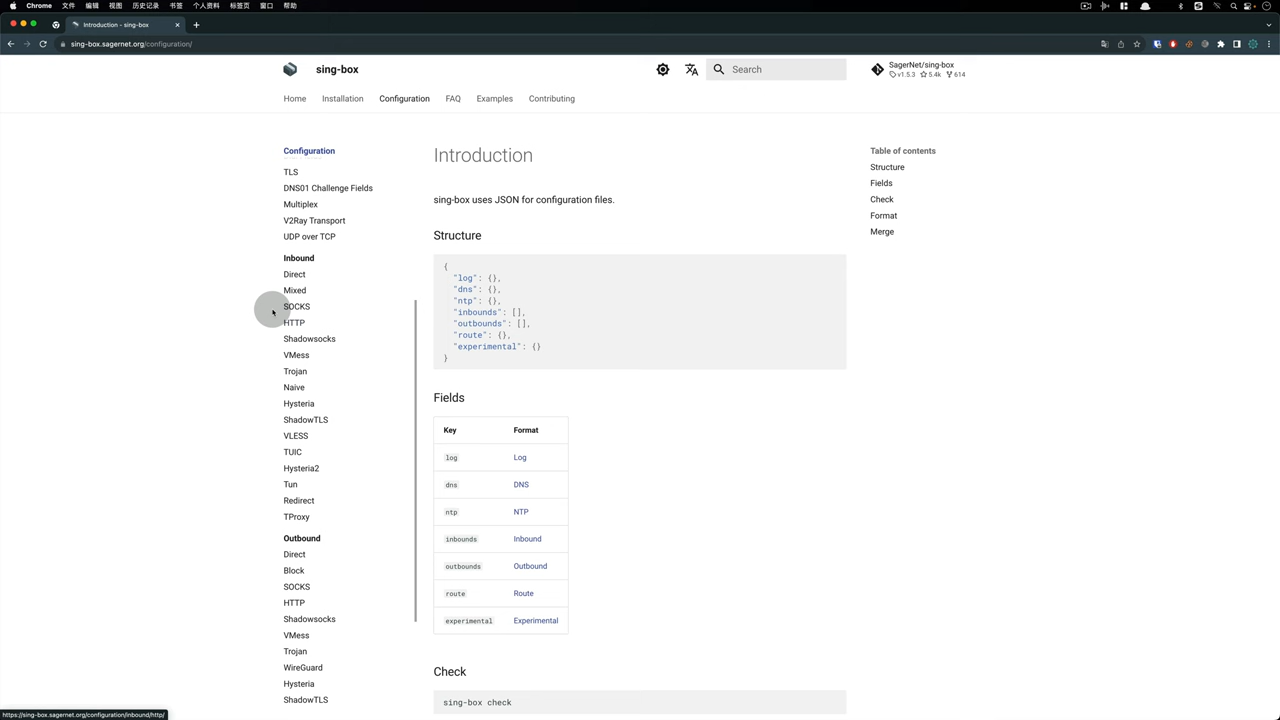 Chrome 文件 编辑 视图 历史记录 书签 个人资料 标签页 窗口 帮助
Introduction - sing-box
sing-box.sagernet.org/configuration/
sing-box
Search
SagerNet/sing-box
v1.5.3 5.4k 614
Home Installation Configuration FAQ Examples Contributing
Configuration
TLS
DNS01 Challenge Fields
Multiplex
V2Ray Transport
UDP over TCP
Inbound
Direct
Mixed
SOCKS
HTTP
Shadowsocks
VMess
Trojan
Naive
Hysteria
ShadowTLS
VLESS
TUIC
Hysteria2
Tun
Redirect
TProxy
Outbound
Direct
Block
SOCKS
HTTP
Shadowsocks
VMess
Trojan
WireGuard
Hysteria
ShadowTLS
Introduction
sing-box uses JSON for configuration files.
Structure
{
"log": {},
"dns": {},
"ntp": {},
"inbounds": [],
"outbounds": [],
"route": {},
"experimental": {}
}
Fields
Key Format
log Log
dns DNS
ntp NTP
inbounds Inbound
outbounds Outbound
route Route
experimental Experimental
Check
sing-box check
Table of contents
Structure
Fields
Check
Format
Merge
https://sing-box.sagernet.org/configuration/inbound/http/